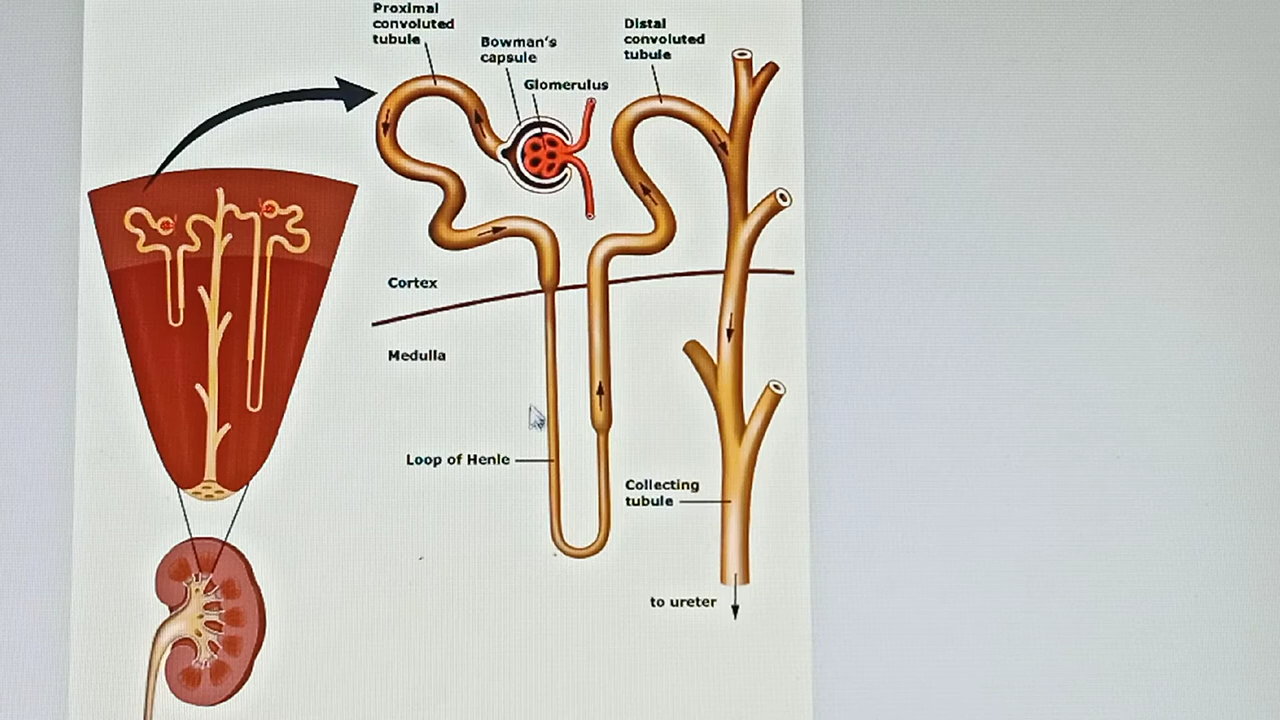 Proximal
convoluted
tubule
Bowman's
capsule
Glomerulus
Distal
convoluted
tubule
Cortex
Medulla
Loop of Henle
Collecting
tubule
to ureter